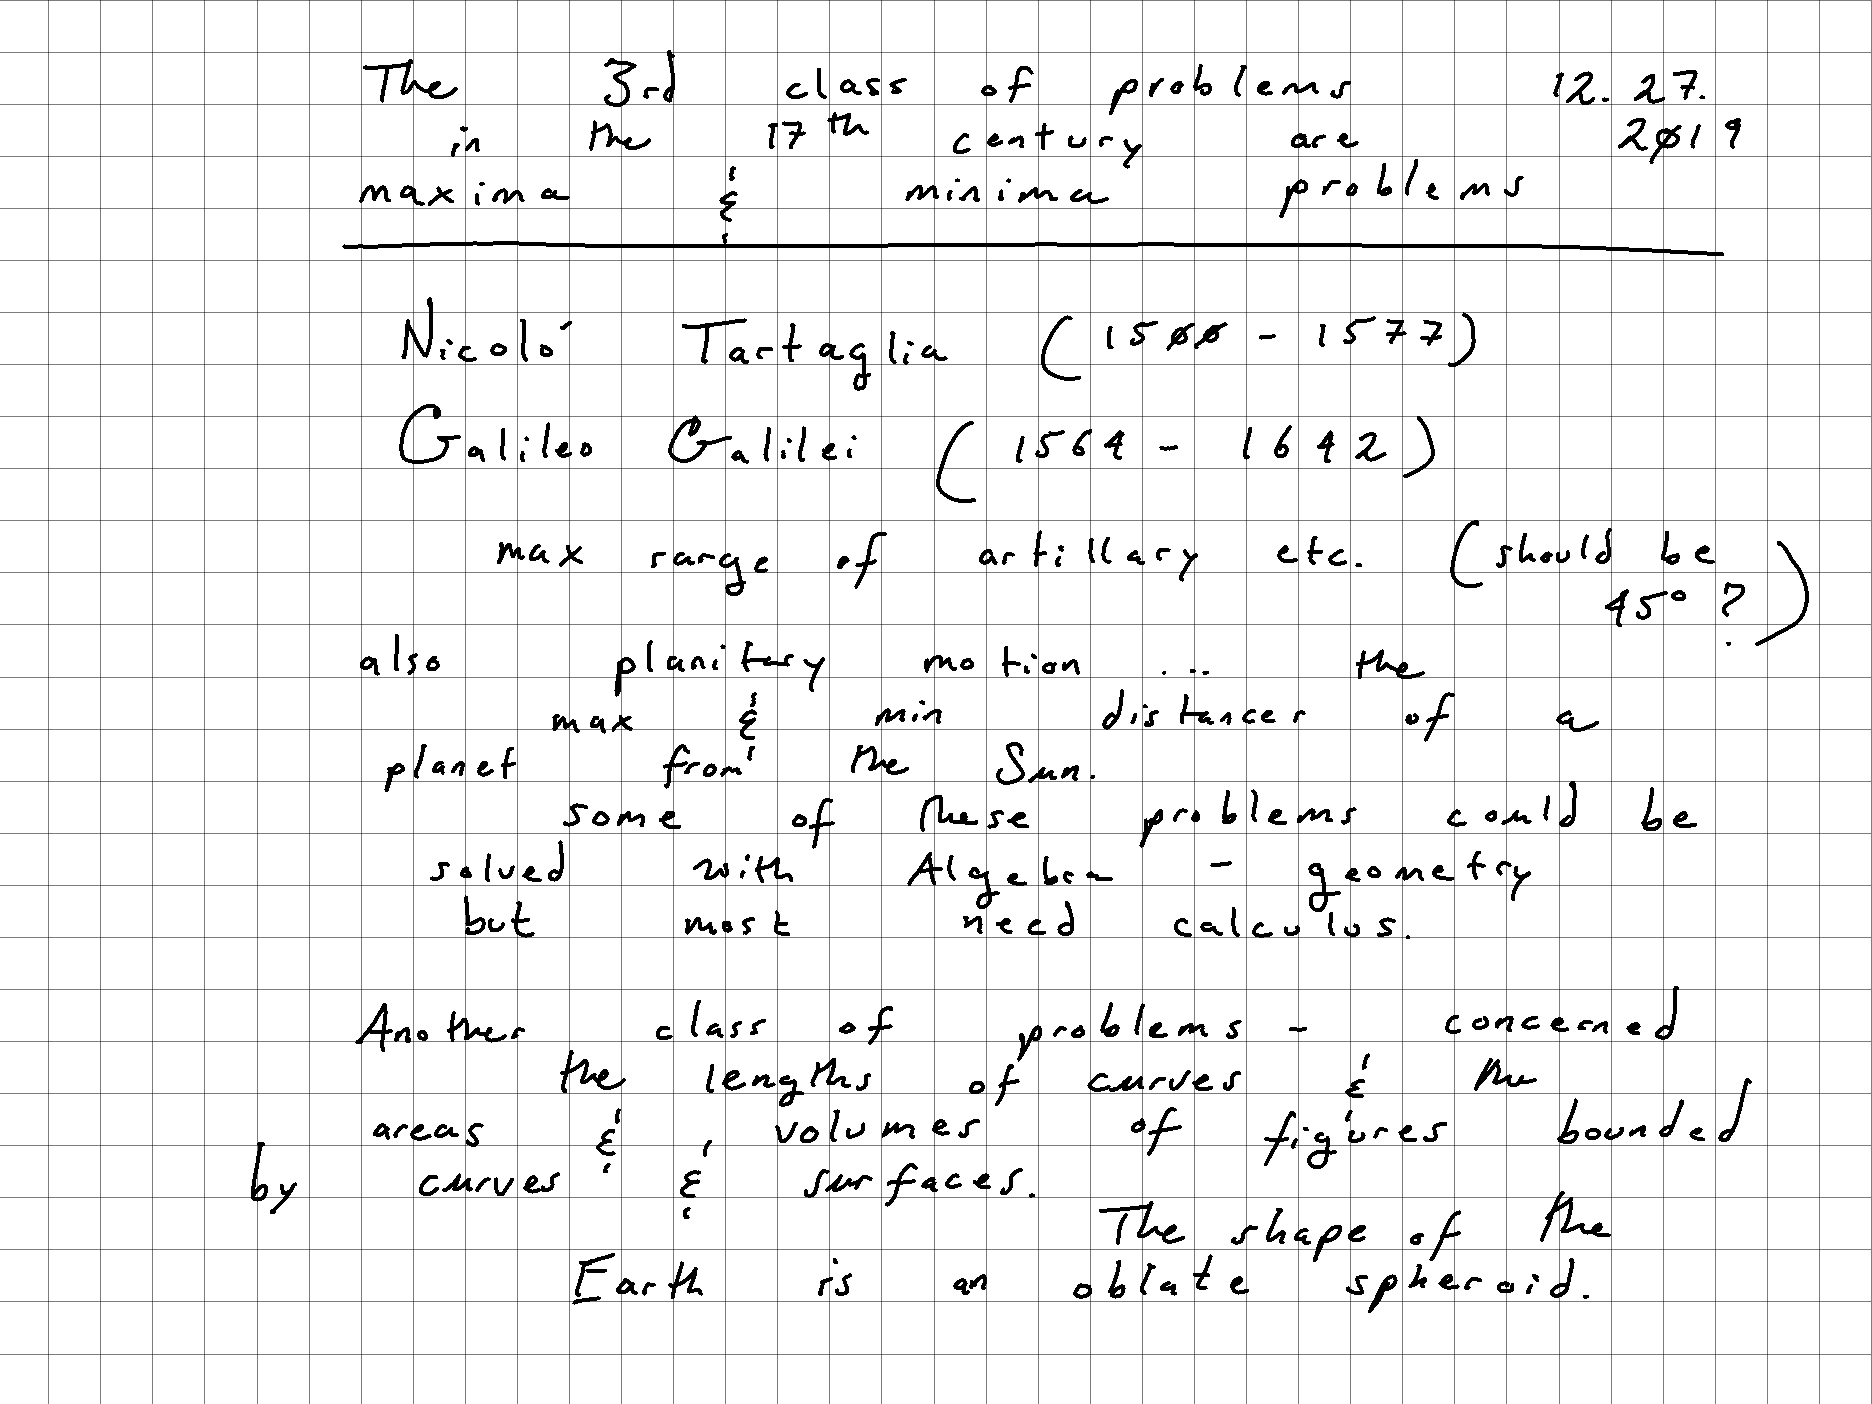 The 3rd class of problems 12.27.
in the 17th century are 2019
maxima & minima problems
Nicoló Tartaglia (1500 - 1577)
Galileo Galilei (1564 - 1642)
max range of artillary etc. (should be
45° ?)
also planitary motion ... the
max & min distancer of a
planet from the Sun.
some of these problems could be
solved with Algebra - geometry
but most need calculus.
Another class of problems - concerned
the lengths of curves & the
areas & volumes of figures bounded
by curves & surfaces.
The shape of the
Earth is an oblate spheroid.